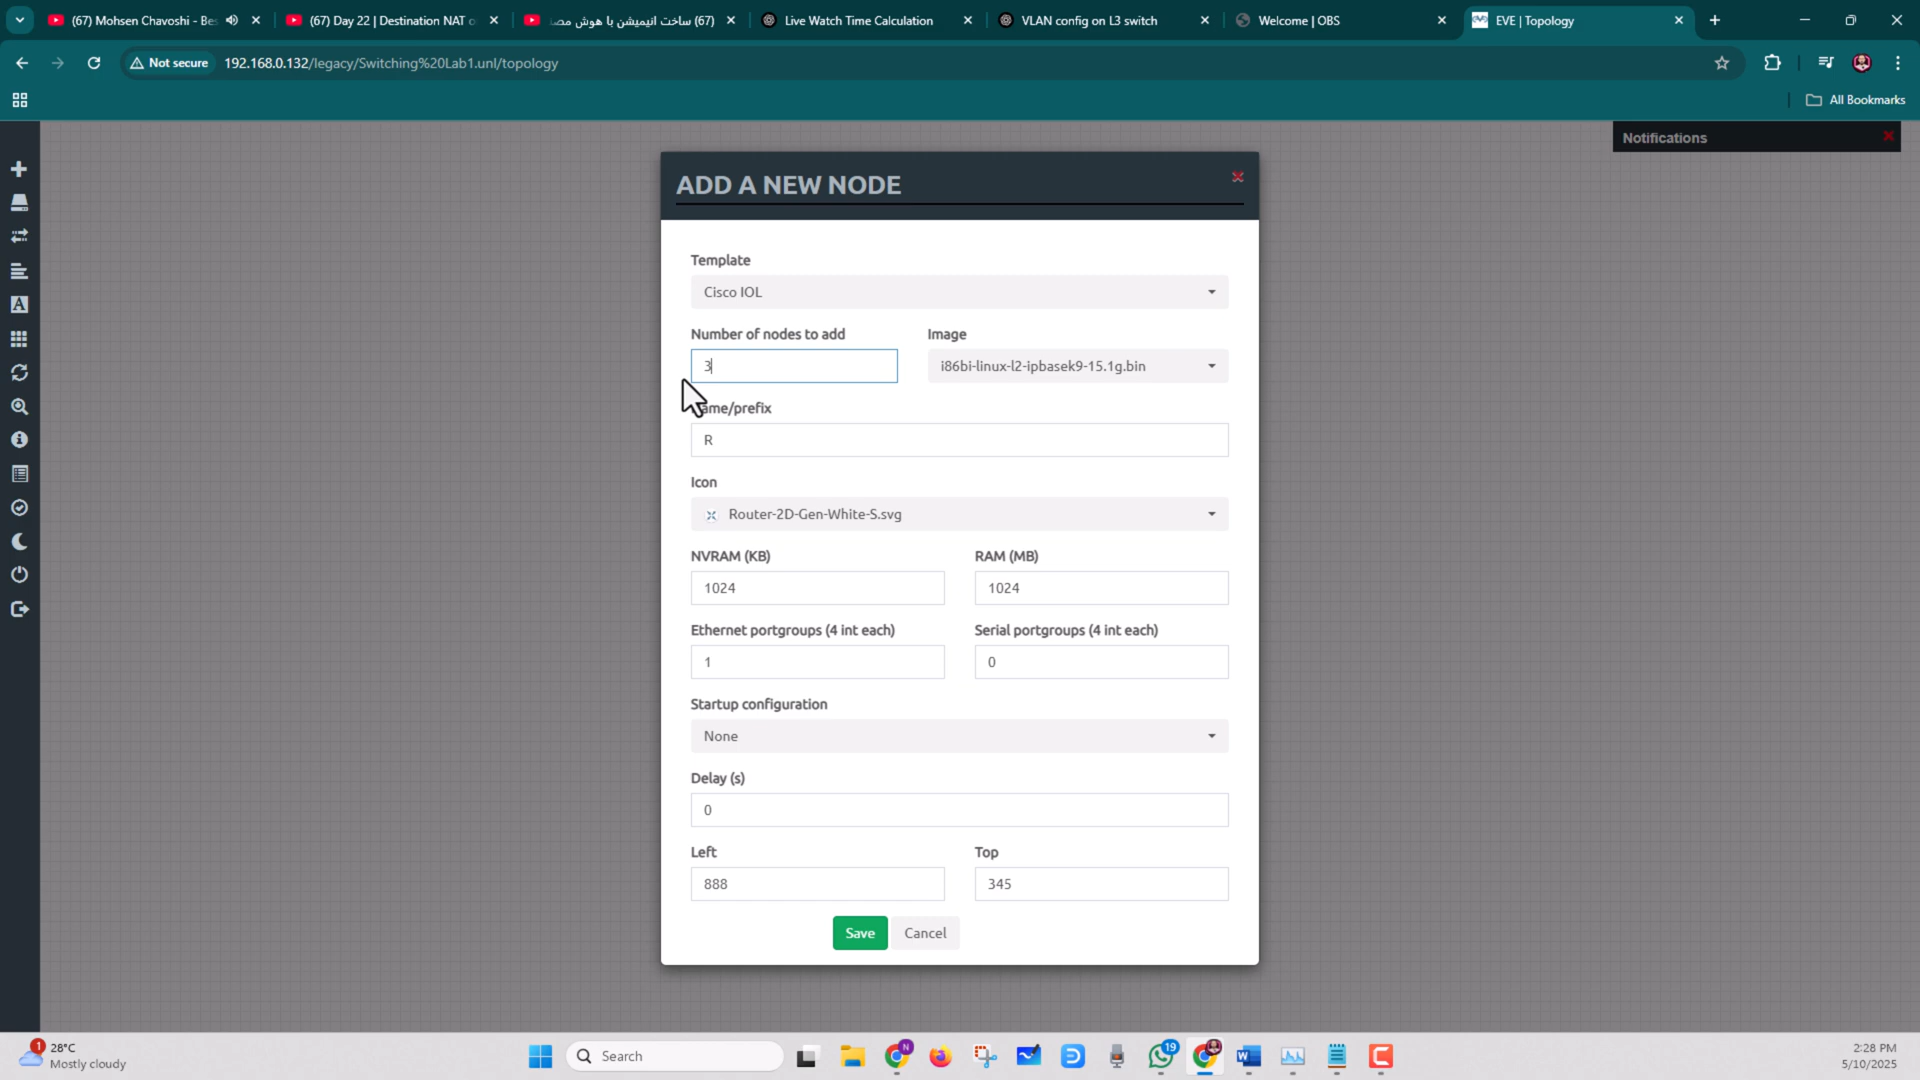 (67) Mohsen Chavoshi - Bes
(67) Day 22 | Destination NAT o
(67) ساخت انیمیشن با هوش مصد
Live Watch Time Calculation
VLAN config on L3 switch
Welcome | OBS
EVE | Topology
Not secure
192.168.0.132/legacy/Switching%20Lab1.unl/topology
All Bookmarks
Notifications
ADD A NEW NODE
Template
Cisco IOL
Number of nodes to add
Image
3
i86bi-linux-l2-ipbasek9-15.1g.bin
ame/prefix
R
Icon
Router-2D-Gen-White-S.svg
NVRAM (KB)
RAM (MB)
1024
1024
Ethernet portgroups (4 int each)
Serial portgroups (4 int each)
1
0
Startup configuration
None
Delay (s)
0
Left
Top
888
345
Save
Cancel
1
28°C
Mostly cloudy
Search
N
19
2:28 PM
5/10/2025